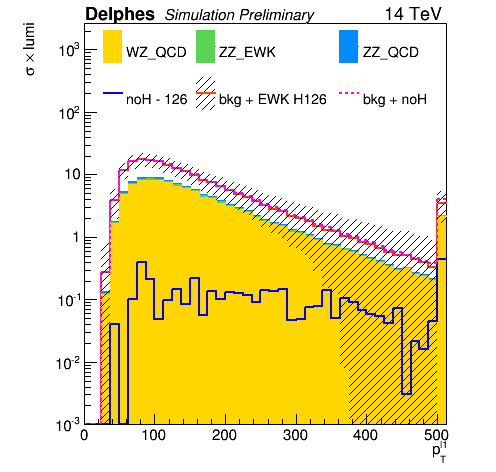 Delphes Simulation Preliminary 14 TeV
σ × lumi
WZ_QCD ZZ_EWK ZZ_QCD
noH - 126 bkg + EWK H126 bkg + noH
10³
10²
10
1
10⁻¹
10⁻²
10⁻³
0 100 200 300 400 500
p_T^l1